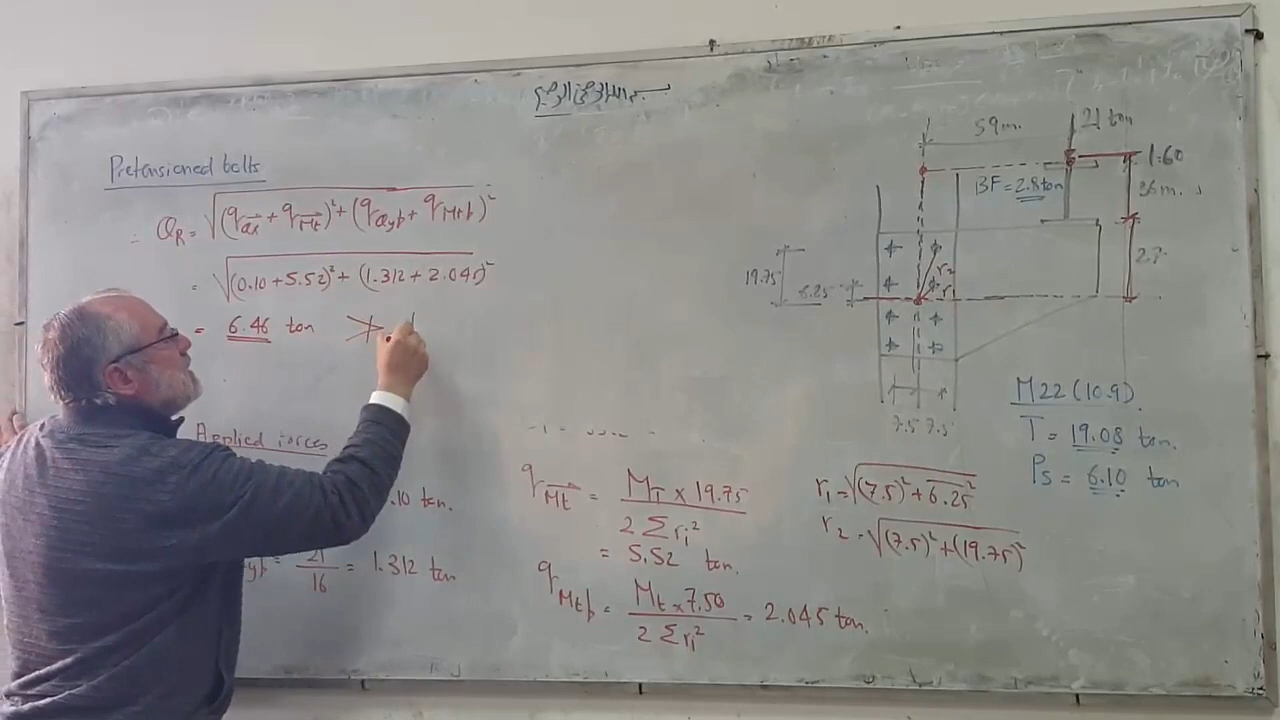 Pretensioned bolts
Q_R = √((q_ax→ + q_Mt→)² + (q_Qyb + q_Mtb)²
= √((0.10 + 5.52)² + (1.312 + 2.045)²
= 6.46 ton ≯
Applied forces
.10 ton.
= 21/16 = 1.312 ton
q_Mt→ = M_T × 19.75 / 2 Σ r_i²
= 5.52 ton.
q_Mtb = M_t × 7.50 / 2 Σ r_i² = 2.045 ton.
r₁ = √((7.5)² + 6.25²
r₂ = √((7.5)² + (19.75)²
59 m.
21 ton
1.60
BF = 2.8 ton
36 m.
19.75
6.25
r₂
r₁
7.5 7.5
M22 (10.9)
T = 19.08 ton.
Ps = 6.10 ton